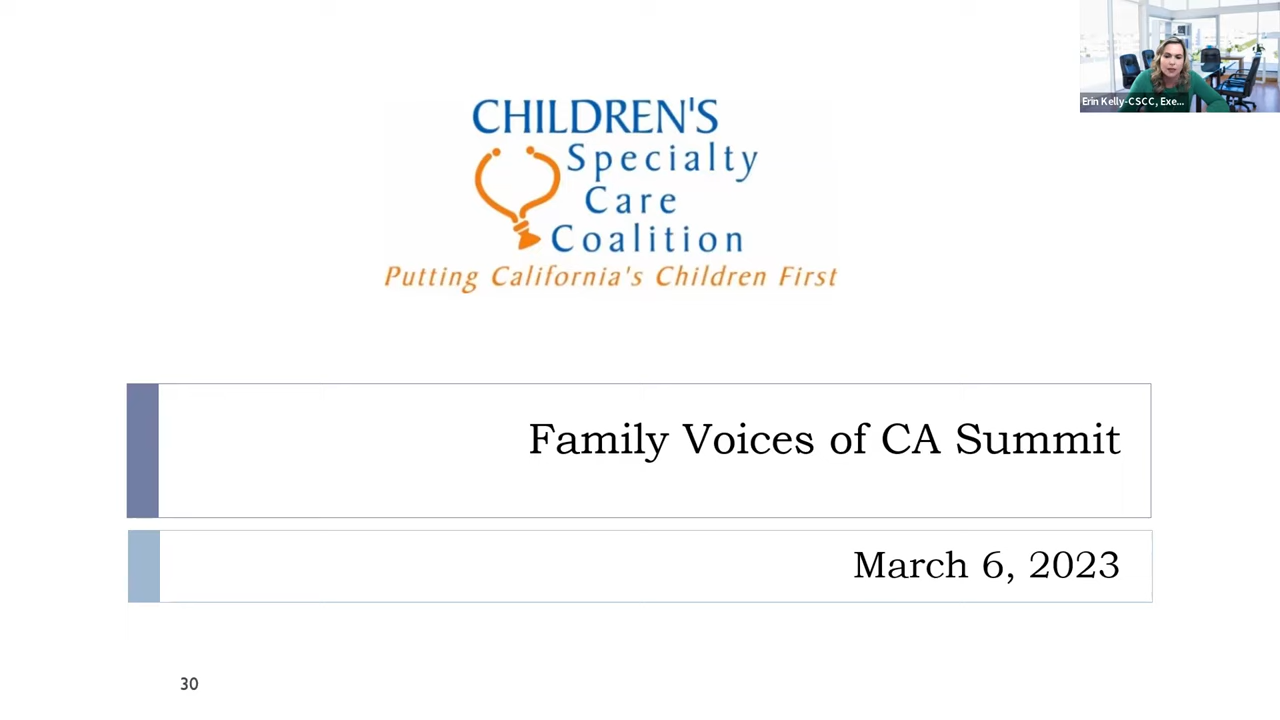 CHILDREN'S
Specialty
Care
Coalition
Putting California's Children First
Erin Kelly-CSCC, Exe...
Family Voices of CA Summit
March 6, 2023
30